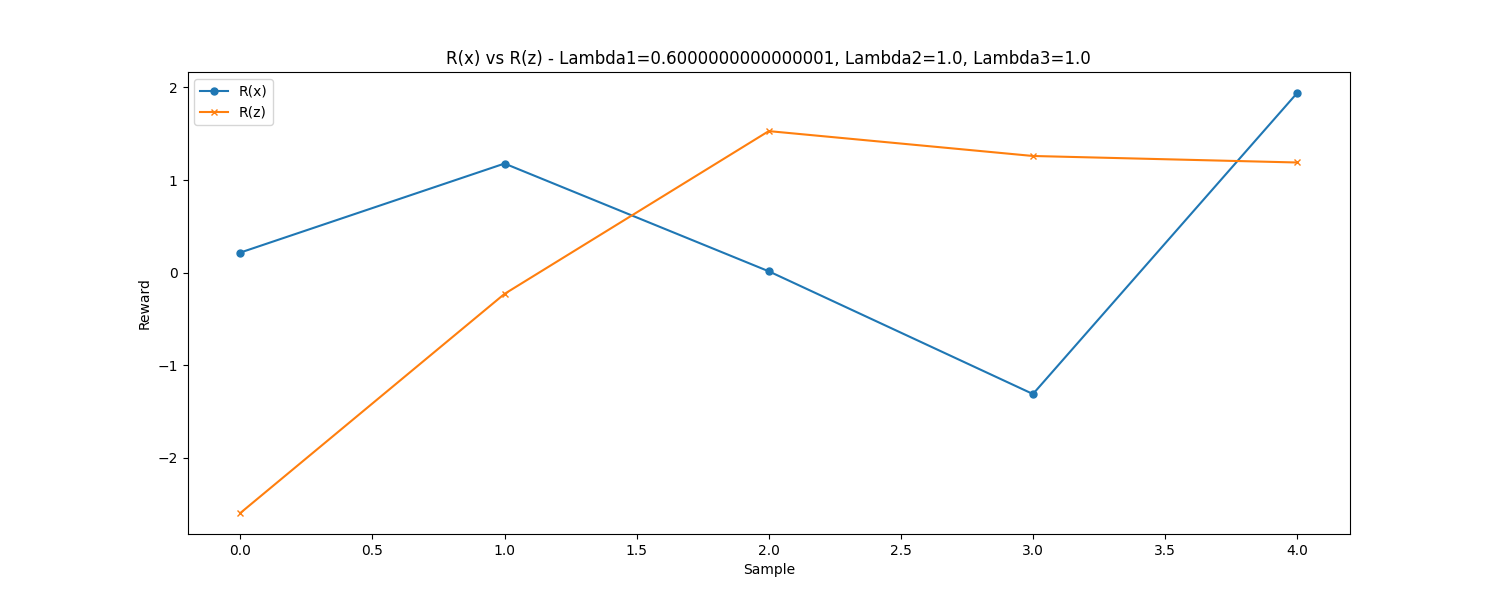 R(x) vs R(z) - Lambda1=0.6000000000000001, Lambda2=1.0, Lambda3=1.0
R(x)
R(z)
2
1
0
−1
−2
Reward
0.0 0.5 1.0 1.5 2.0 2.5 3.0 3.5 4.0
Sample